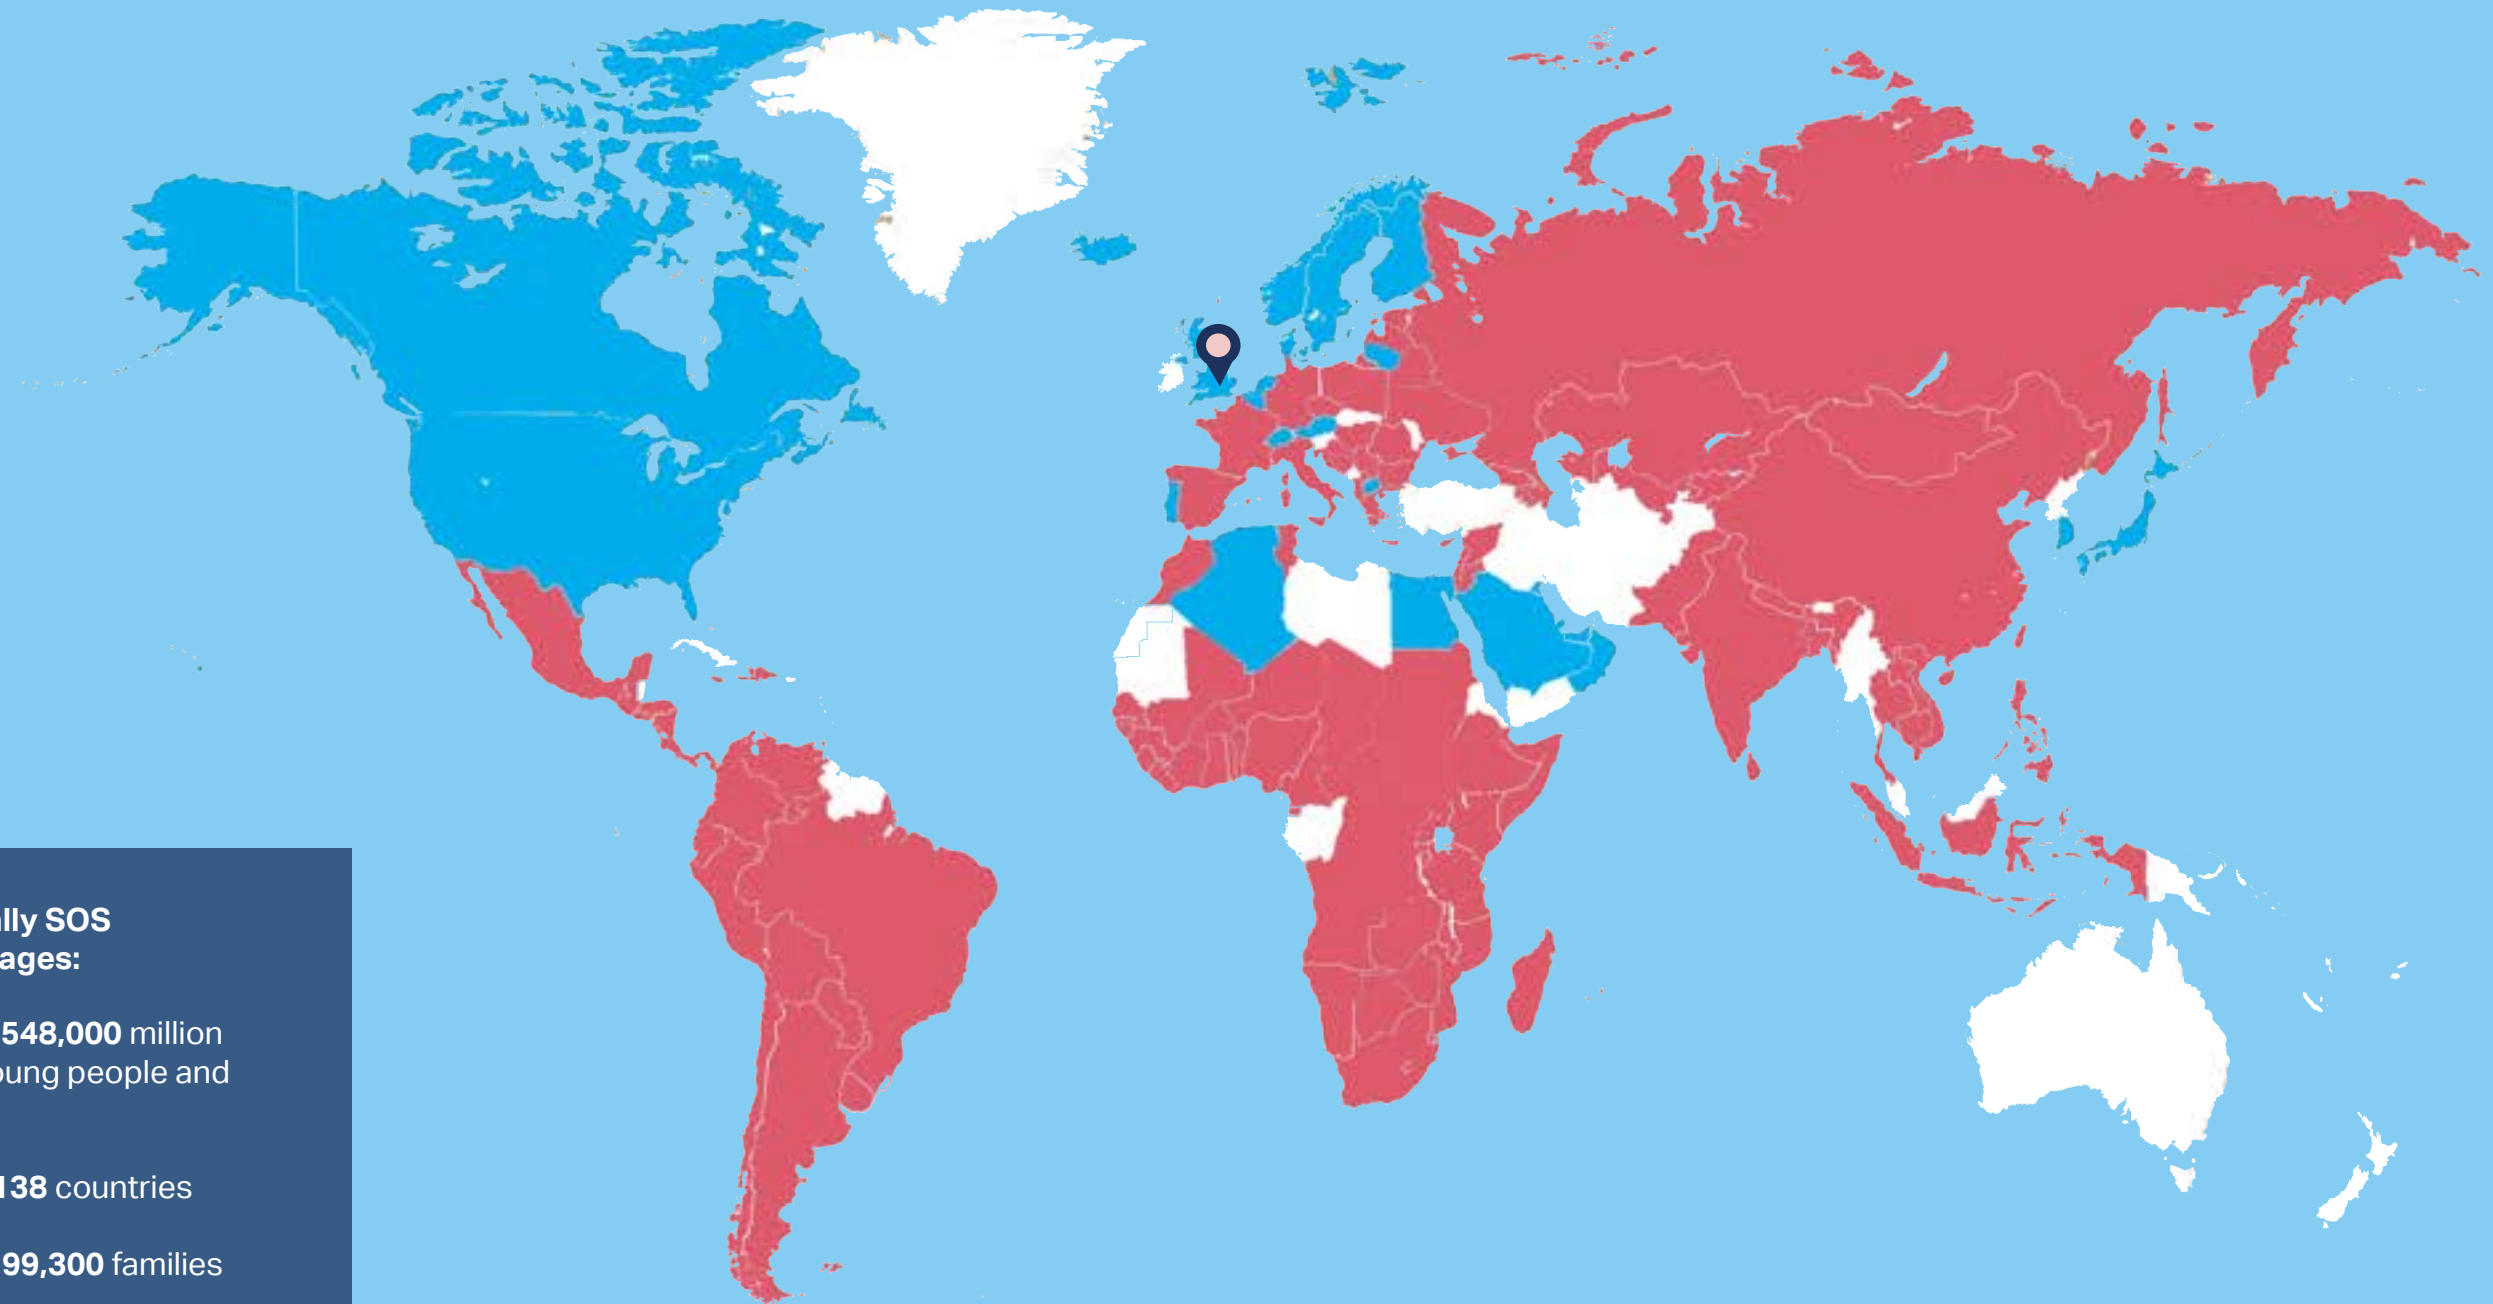 lly SOS
ages:
548,000 million
oung people and
138 countries
99,300 families